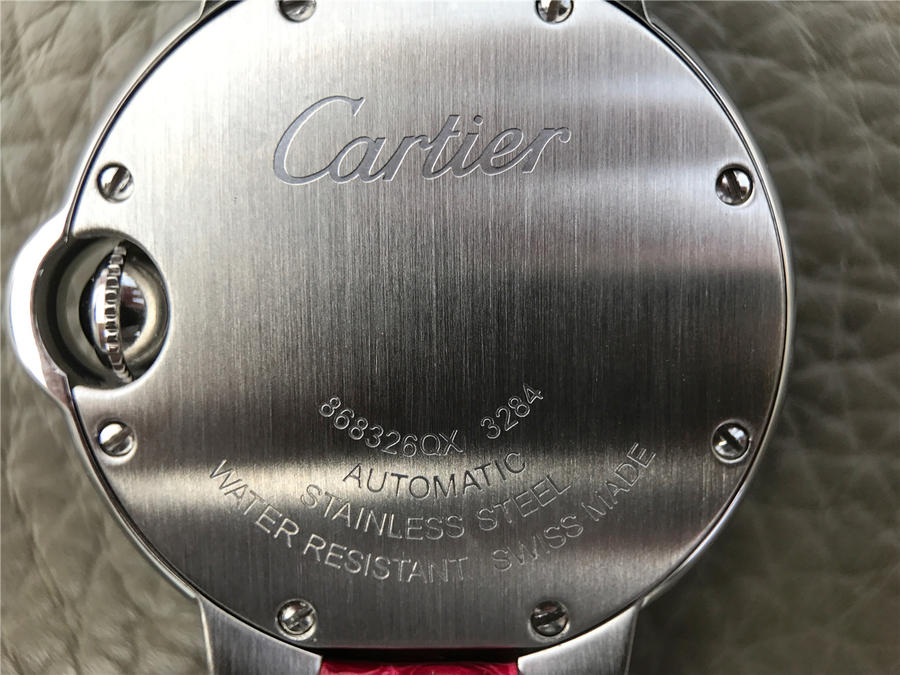 Cartier
868326QX 3284
AUTOMATIC
STAINLESS STEEL
WATER RESISTANT SWISS MADE